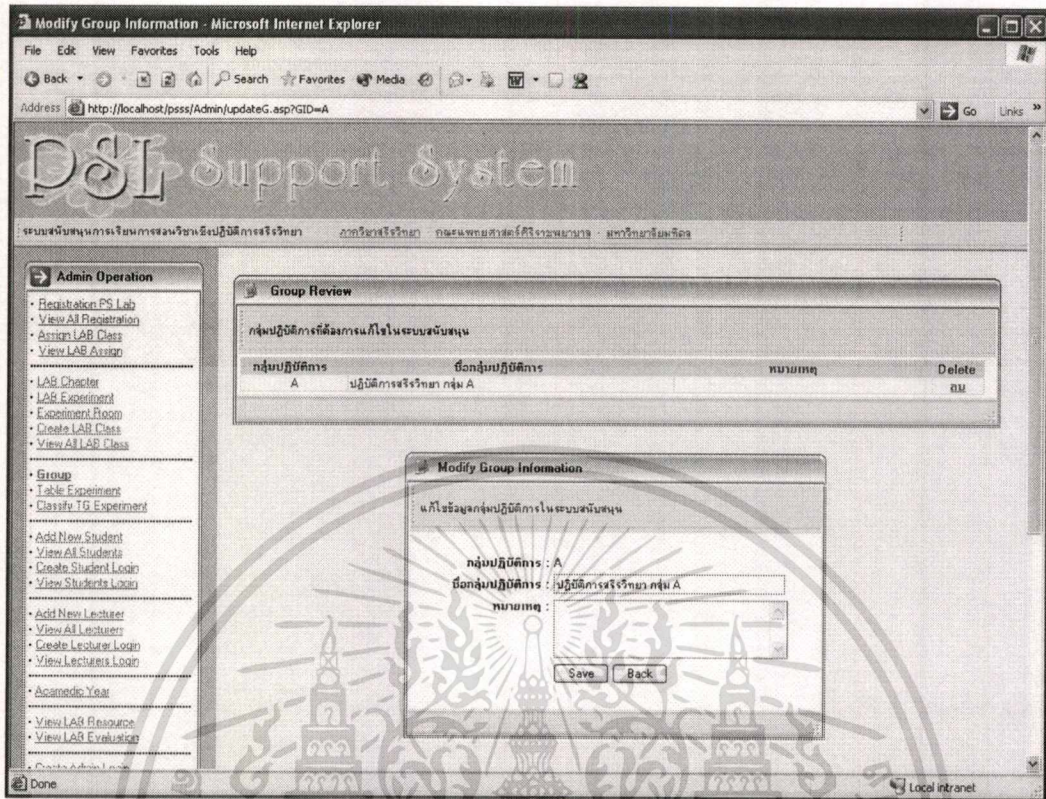 Modify Group Information - Microsoft Internet Explorer
File Edit View Favorites Tools Help
Back Search Favorites Media
Address http://localhost/psss/Admin/updateG.asp?GID=A Go Links »
PSL Support System
ระบบสนับสนุนการเรียนการสอนวิชาเชิงปฏิบัติการสรีรวิทยา ภาควิชาสรีรวิทยา คณะแพทยศาสตร์ศิริราชพยาบาล มหาวิทยาลัยมหิดล
Admin Operation
• Registration PS Lab
• View All Registration
• Assign LAB Class
• View LAB Assign
• LAB Chapter
• LAB Experiment
• Experiment Room
• Create LAB Class
• View All LAB Class
• Group
• Table Experiment
• Classify TG Experiment
• Add New Student
• View All Students
• Create Student Login
• View Students Login
• Add New Lecturer
• View All Lecturers
• Create Lecturer Login
• View Lecturers Login
• Acamedic Year
• View LAB Resource
• View LAB Evaluation
• Create Admin Login
Group Review
กลุ่มปฏิบัติการที่ต้องการแก้ไขในระบบสนับสนุน
กลุ่มปฏิบัติการ ชื่อกลุ่มปฏิบัติการ หมายเหตุ Delete
A ปฏิบัติการสรีรวิทยา กลุ่ม A ลบ
Modify Group Information
แก้ไขข้อมูลกลุ่มปฏิบัติการในระบบสนับสนุน
กลุ่มปฏิบัติการ : A
ชื่อกลุ่มปฏิบัติการ : ปฏิบัติการสรีรวิทยา กลุ่ม A
หมายเหตุ :
Save Back
Done Local intranet